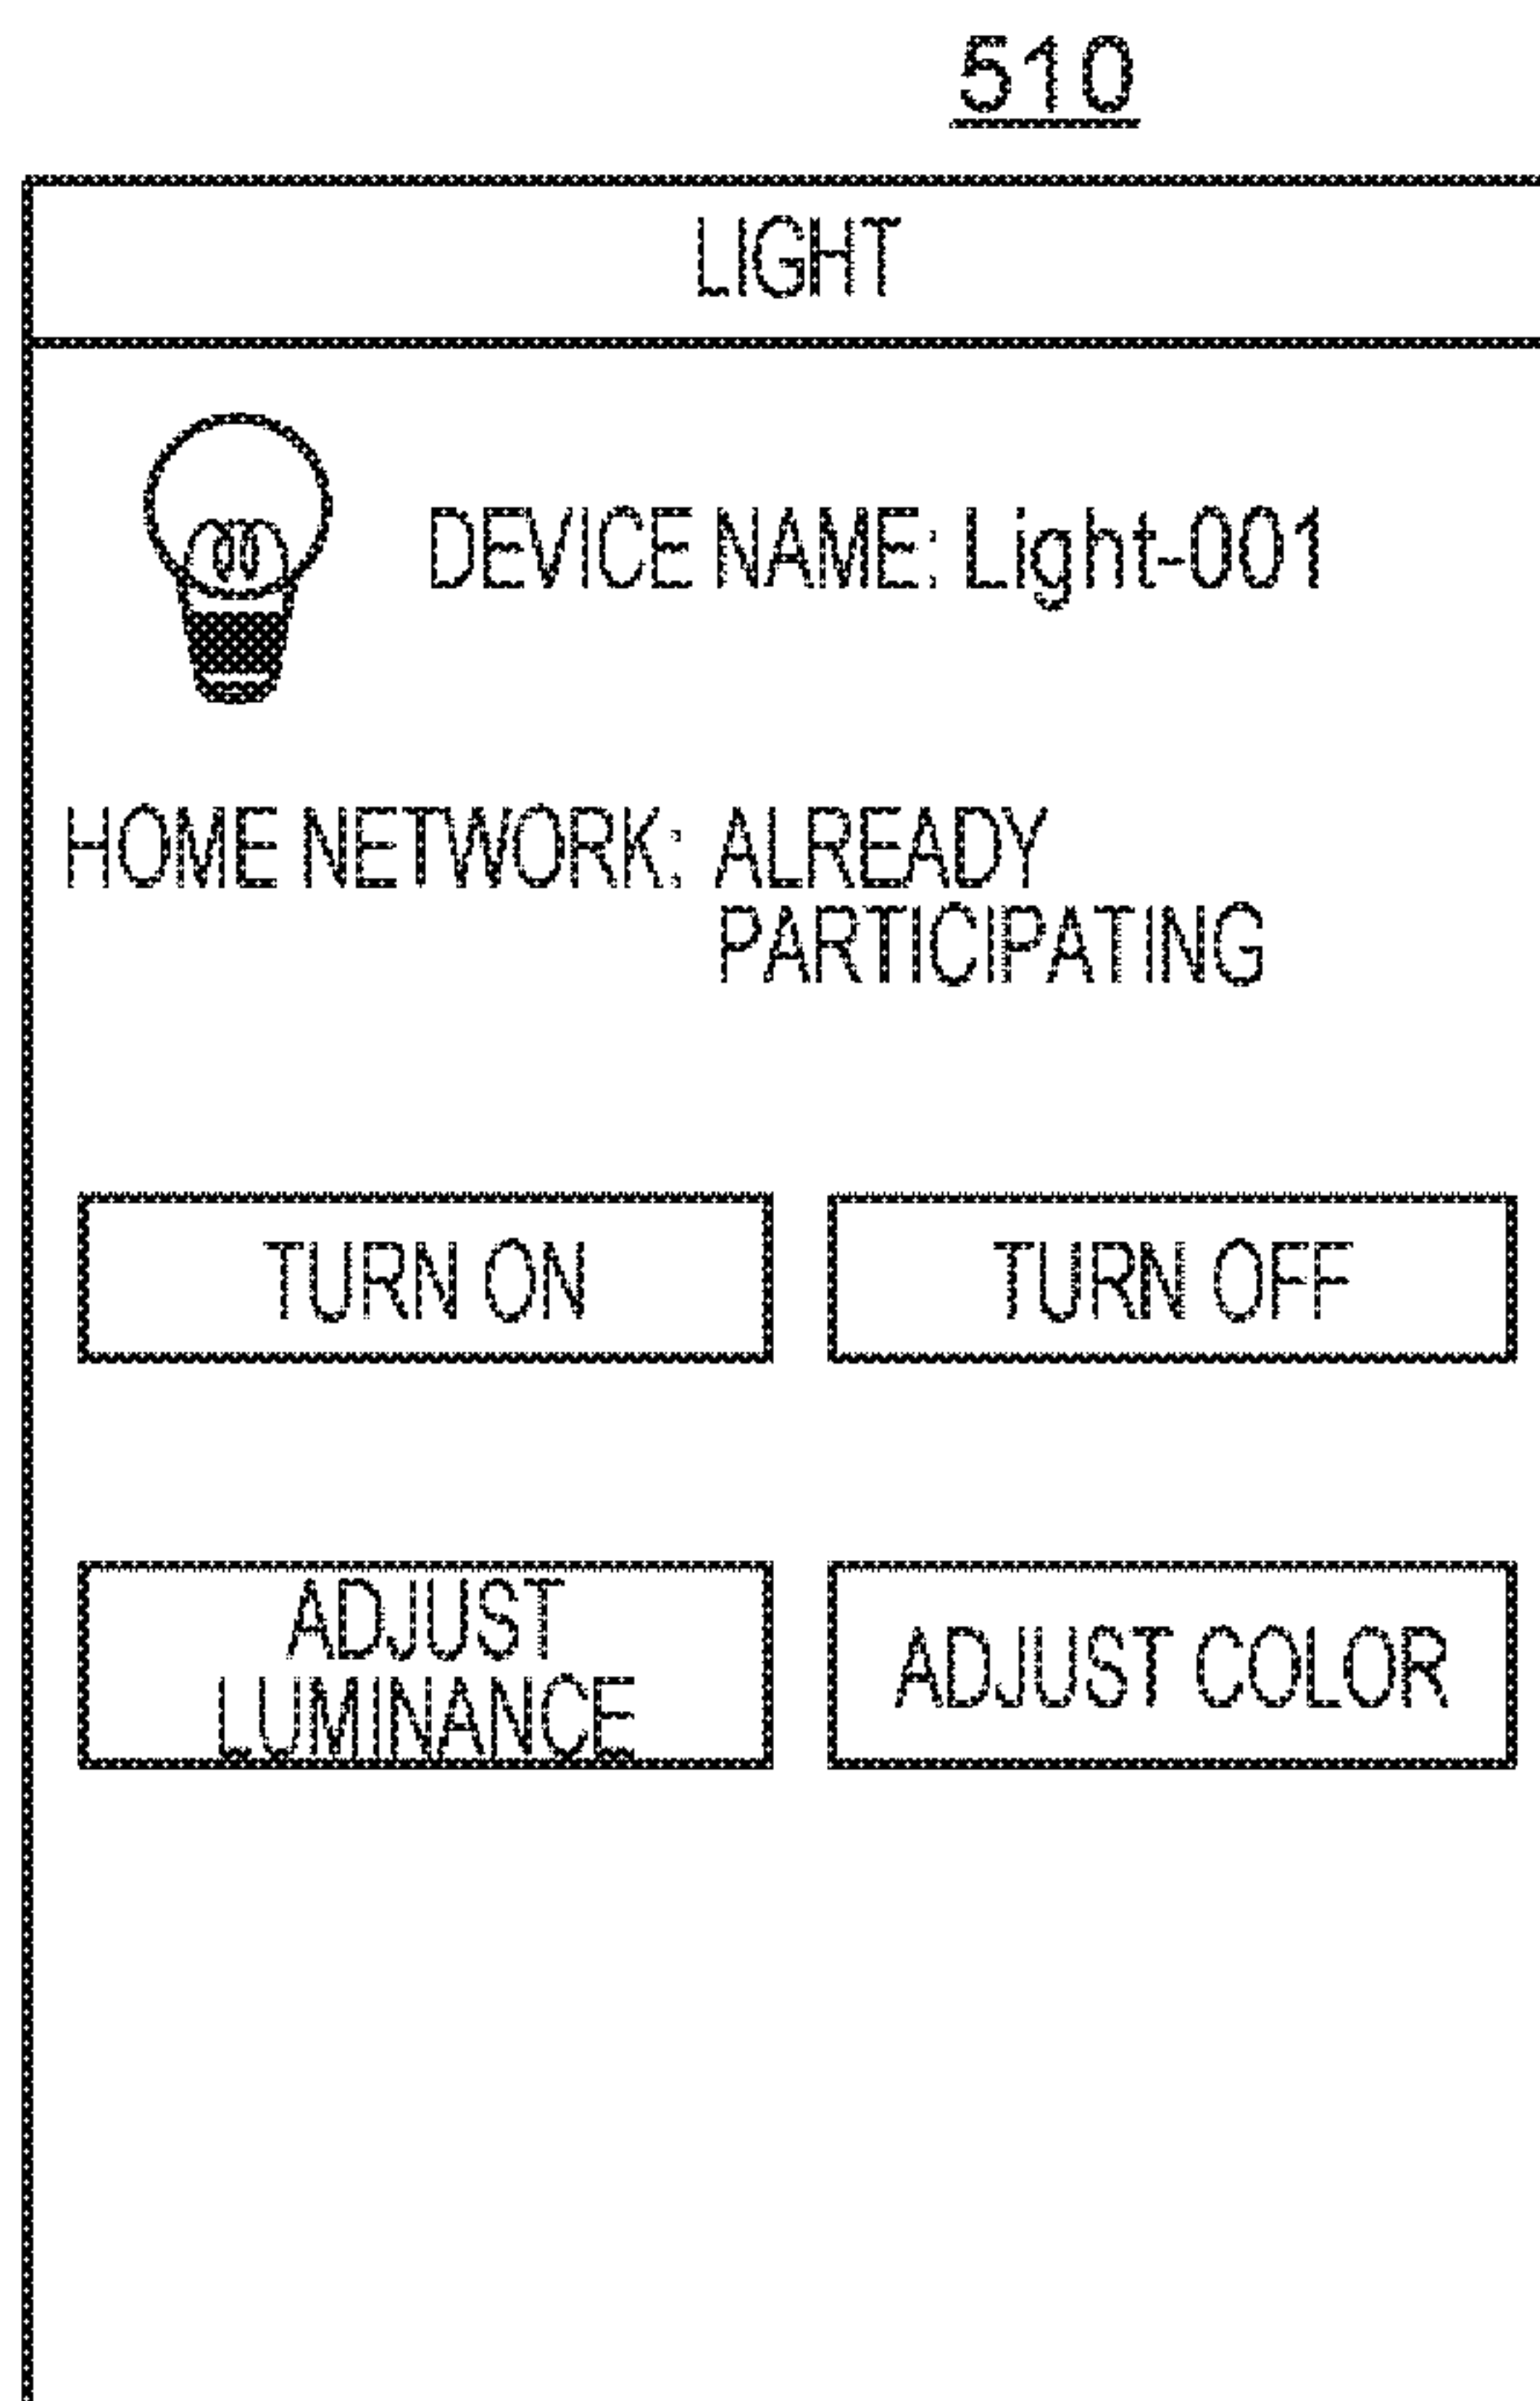 510
LIGHT
DEVICE NAME: Light-001
HOME NETWORK: ALREADY
PARTICIPATING
TURN ON
TURN OFF
ADJUST
LUMINANCE
ADJUST COLOR